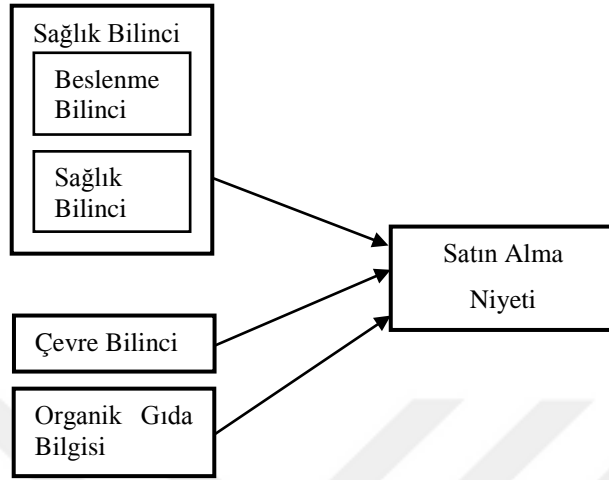 Sağlık Bilinci
Beslenme
Bilinci
Sağlık
Bilinci
Satın Alma
Niyeti
Çevre Bilinci
Organik Gıda
Bilgisi